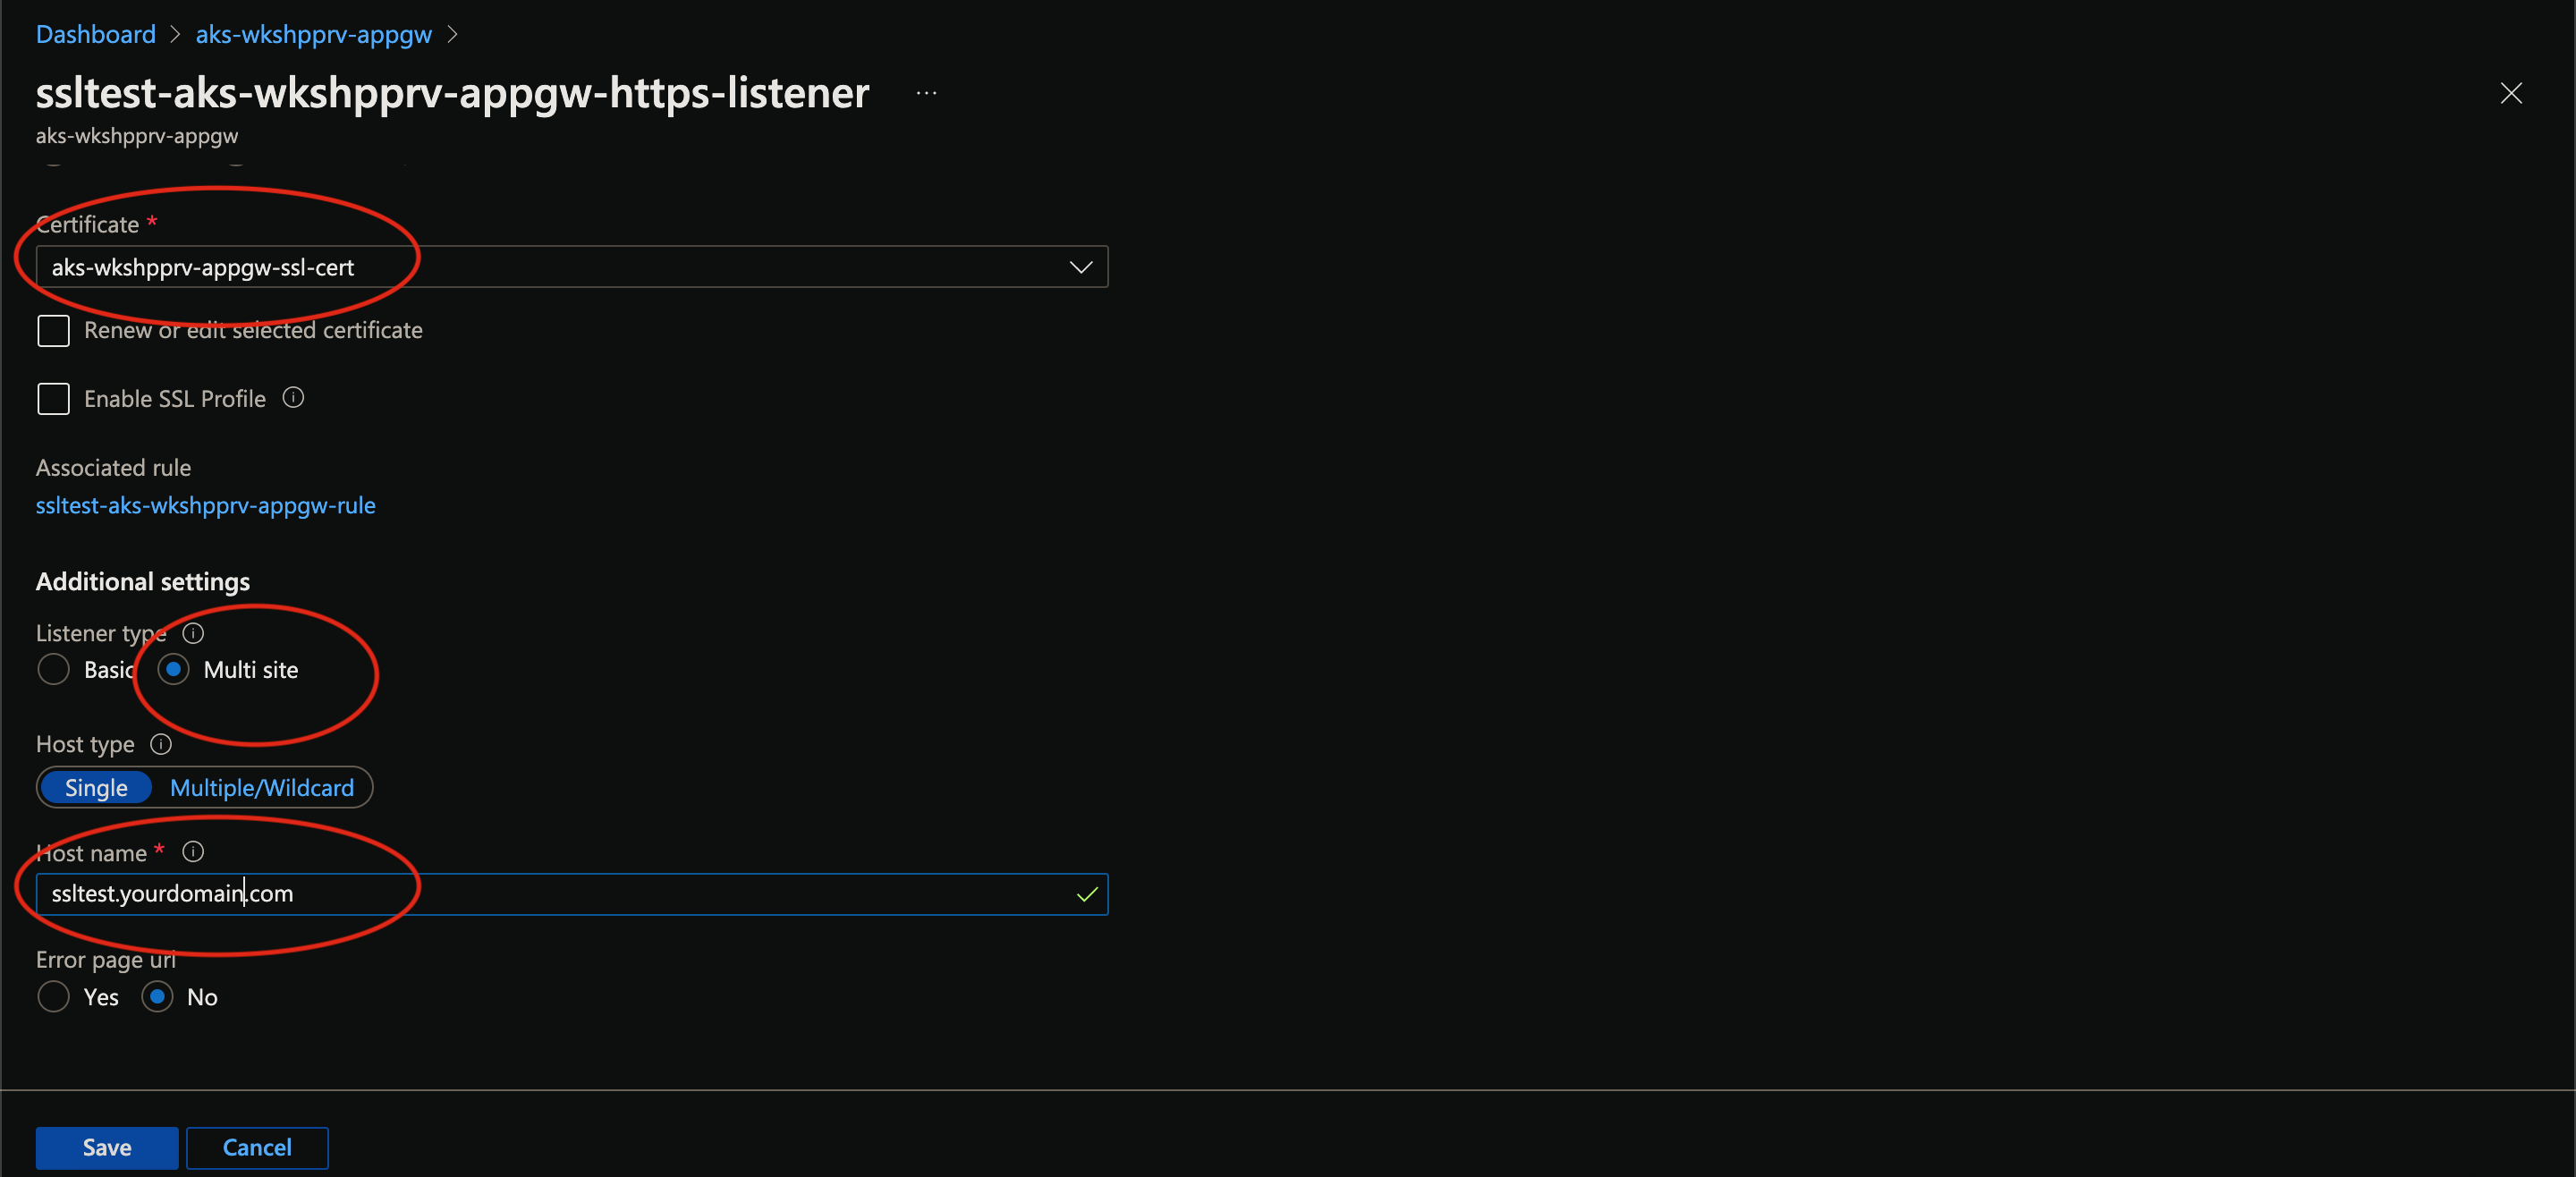 Dashboard > aks-wkshpprv-appgw >
ssltest-aks-wkshpprv-appgw-https-listener ...
aks-wkshpprv-appgw
Certificate *
aks-wkshpprv-appgw-ssl-cert
Renew or edit selected certificate
Enable SSL Profile
Associated rule
ssltest-aks-wkshpprv-appgw-rule
Additional settings
Listener type
Basic Multi site
Host type
Single Multiple/Wildcard
Host name *
ssltest.yourdomain.com
Error page url
Yes No
Save Cancel